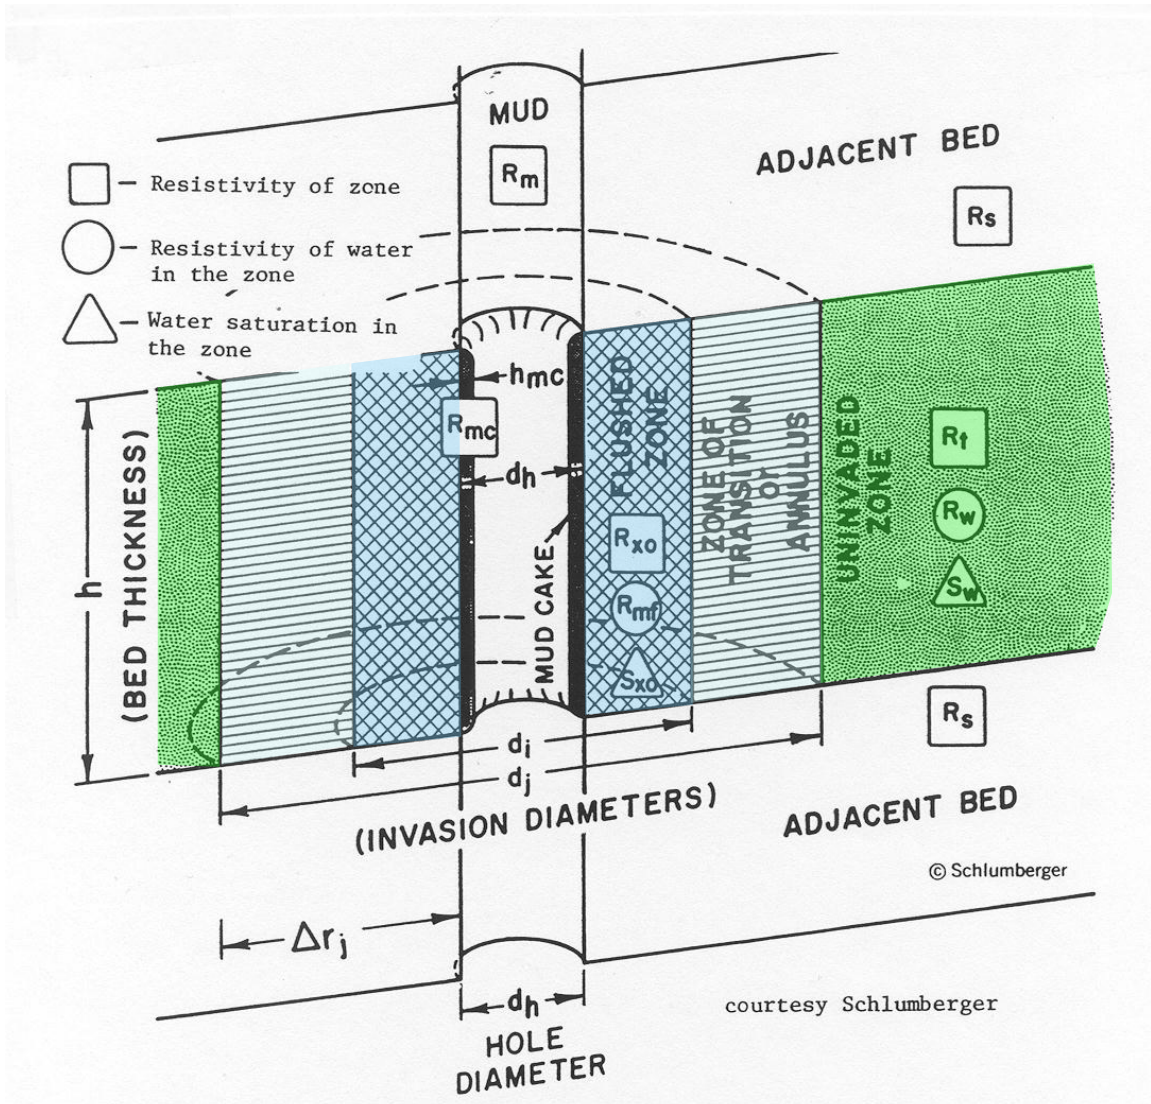 MUD
Rm
ADJACENT BED
Rs
— Resistivity of zone
— Resistivity of water
in the zone
— Water saturation in
the zone
hmc
Rmc
dh
MUD CAKE
FLUSHED
ZONE
Rxo
Rmf
Sxo
ZONE OF
TRANSITION
or
ANNULUS
UNINVADED
ZONE
Rt
Rw
Sw
h
(BED THICKNESS)
Rs
di
dj
(INVASION DIAMETERS)
ADJACENT BED
© Schlumberger
Δrj
dh
HOLE
DIAMETER
courtesy Schlumberger